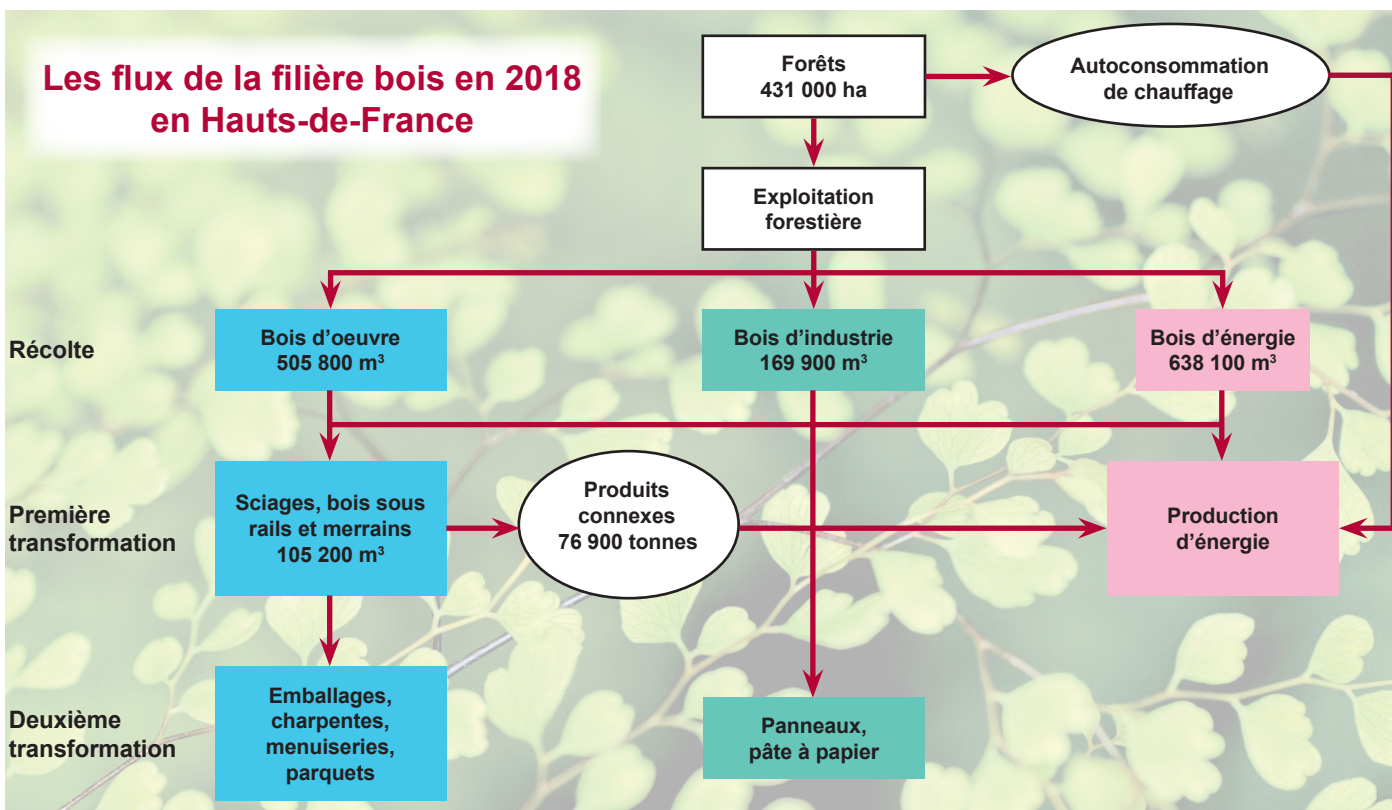 Les flux de la filière bois en 2018
en Hauts-de-France
Forêts
431 000 ha
Autoconsommation
de chauffage
Exploitation
forestière
Récolte
Bois d’oeuvre
505 800 m³
Bois d’industrie
169 900 m³
Bois d’énergie
638 100 m³
Première
transformation
Sciages, bois sous
rails et merrains
105 200 m³
Produits
connexes
76 900 tonnes
Production
d’énergie
Deuxième
transformation
Emballages,
charpentes,
menuiseries,
parquets
Panneaux,
pâte à papier